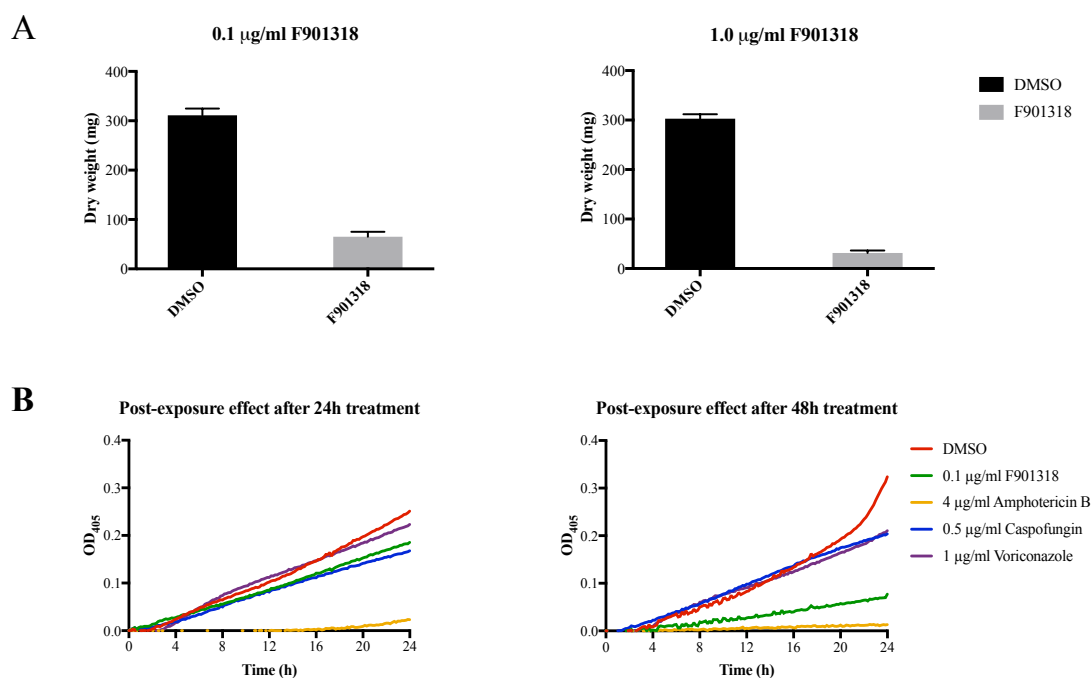 A
0.1 μg/ml F901318
Dry weight (mg)
400
300
200
100
0
DMSO
F901318
1.0 μg/ml F901318
Dry weight (mg)
400
300
200
100
0
DMSO
F901318
DMSO
F901318
B
Post-exposure effect after 24h treatment
OD405
0.4
0.3
0.2
0.1
0.0
0 4 8 12 16 20 24
Time (h)
Post-exposure effect after 48h treatment
OD405
0.4
0.3
0.2
0.1
0.0
0 4 8 12 16 20 24
Time (h)
DMSO
0.1 μg/ml F901318
4 μg/ml Amphotericin B
0.5 μg/ml Caspofungin
1 μg/ml Voriconazole